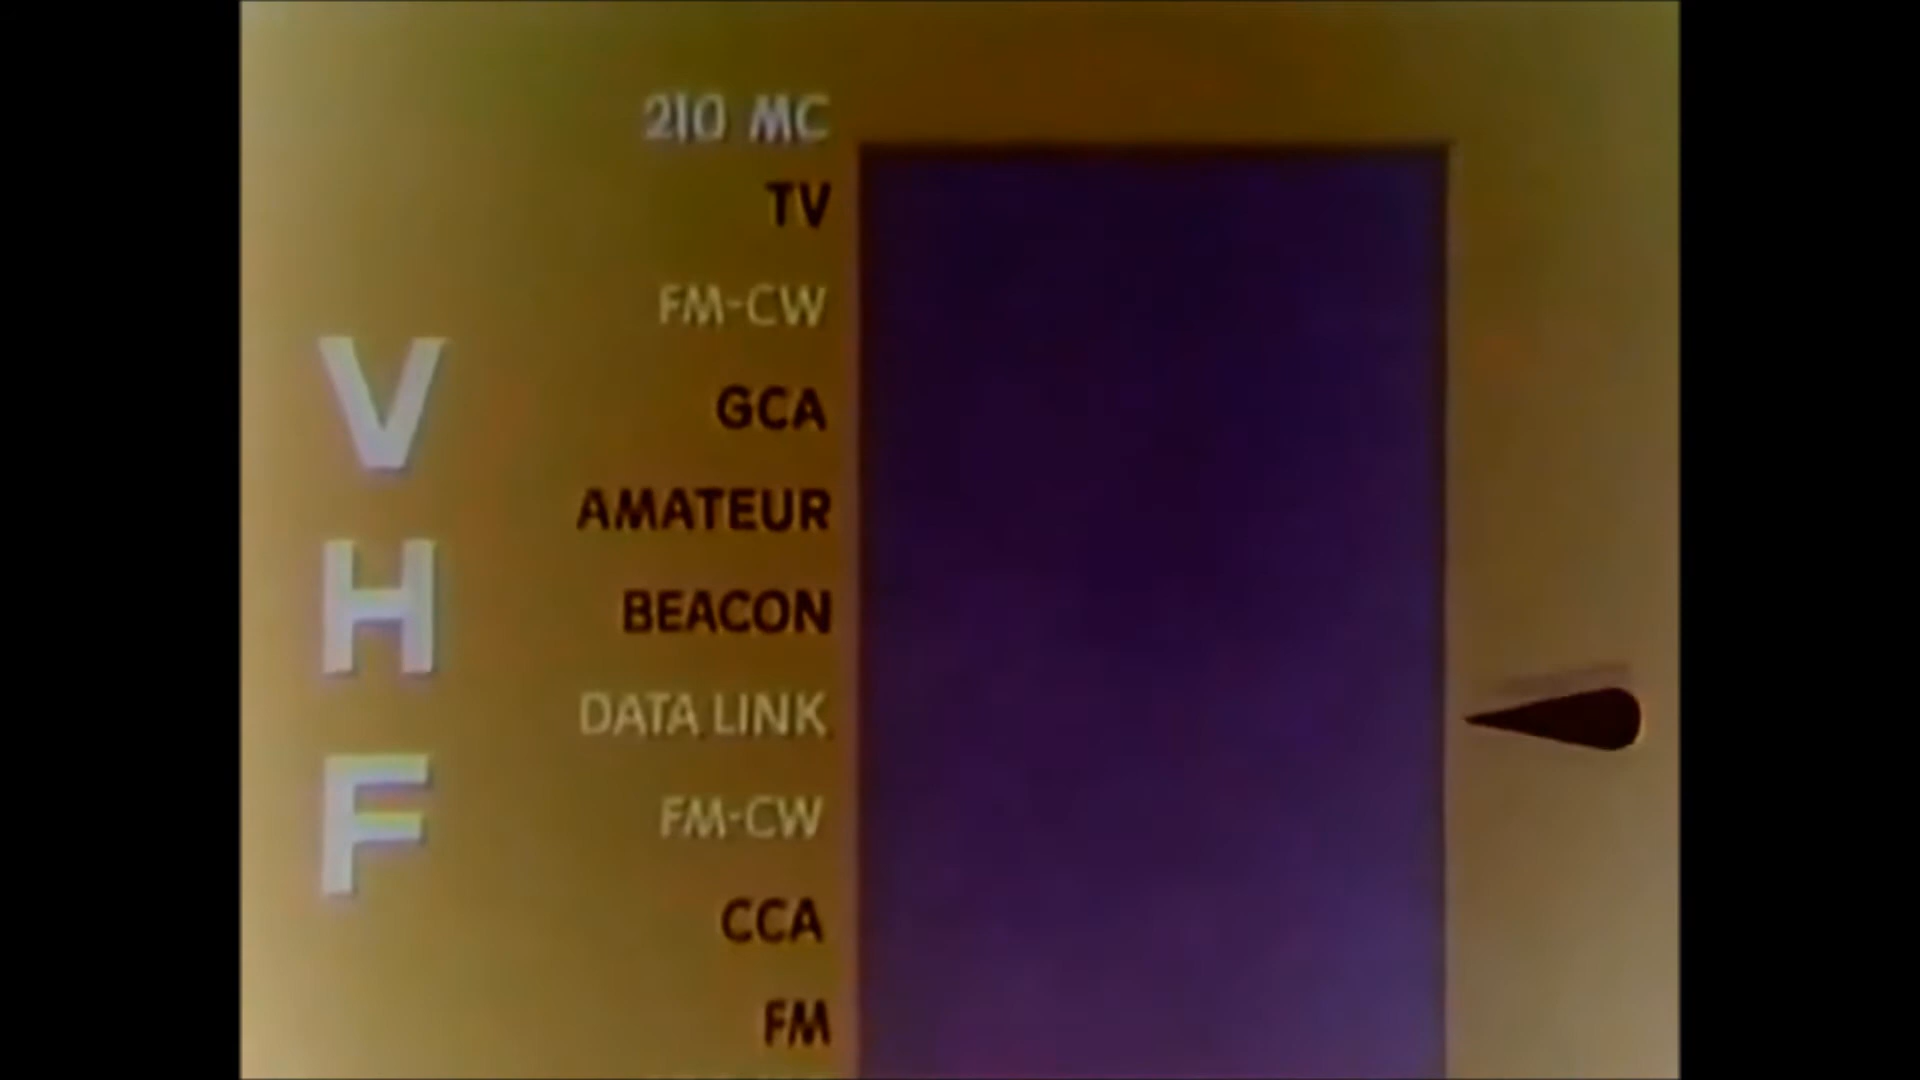 210 MC
TV
FM-CW
GCA
AMATEUR
BEACON
DATA LINK
FM-CW
CCA
FM
V
H
F